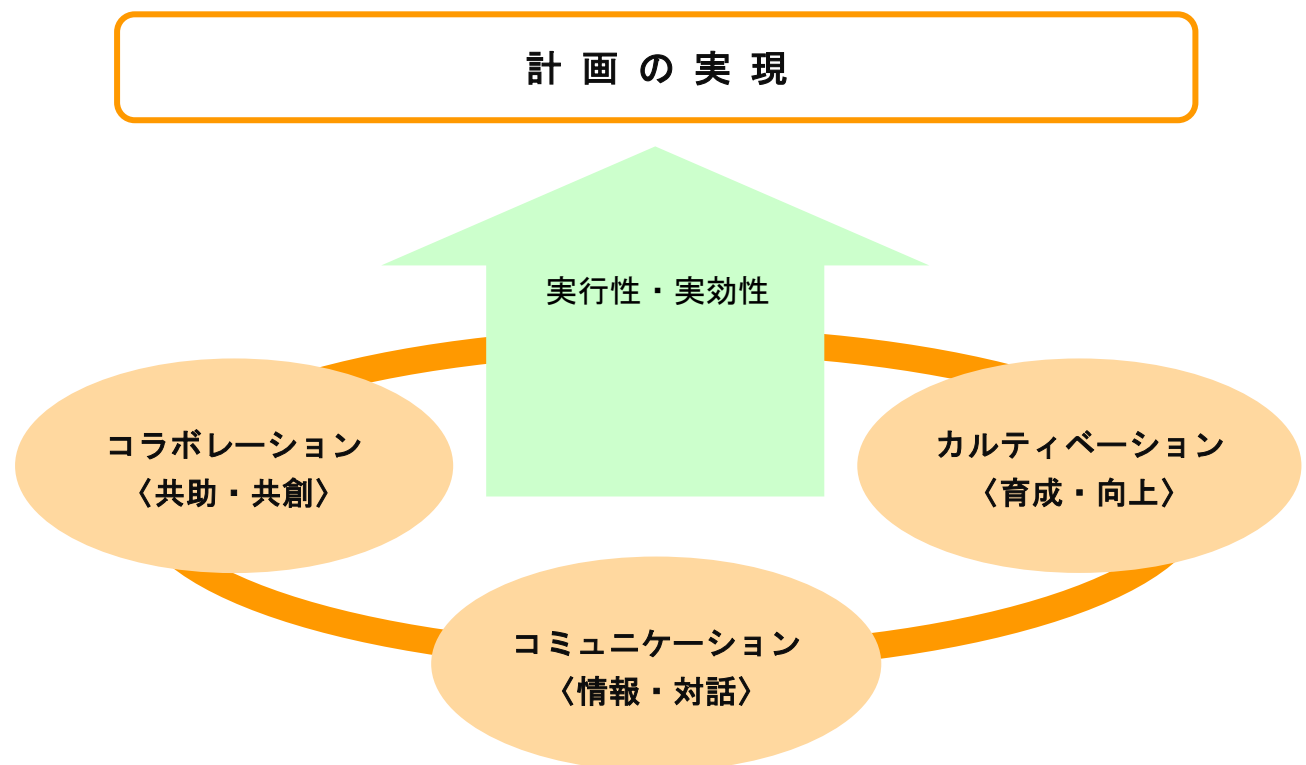 計画の実現
実行性・実効性
コラボレーション
〈共助・共創〉
カルティベーション
〈育成・向上〉
コミュニケーション
〈情報・対話〉